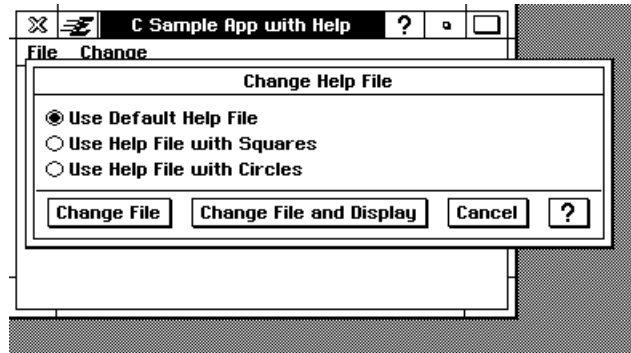 C Sample App with Help ?
File Change
Change Help File
Use Default Help File
Use Help File with Squares
Use Help File with Circles
Change File Change File and Display Cancel ?